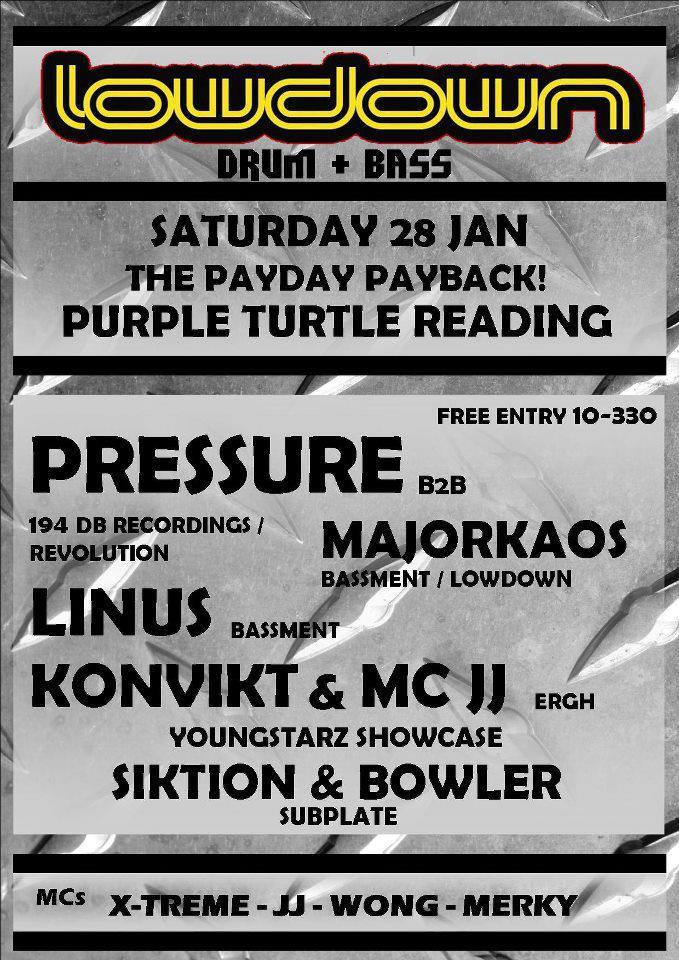 lowdown
DRUM + BASS
SATURDAY 28 JAN
THE PAYDAY PAYBACK!
PURPLE TURTLE READING
FREE ENTRY 10-330
PRESSURE B2B
194 DB RECORDINGS /
REVOLUTION
MAJORKAOS
BASSMENT / LOWDOWN
LINUS BASSMENT
KONVIKT & MC JJ ERGH
YOUNGSTARZ SHOWCASE
SIKTION & BOWLER
SUBPLATE
MCs X-TREME - JJ - WONG - MERKY